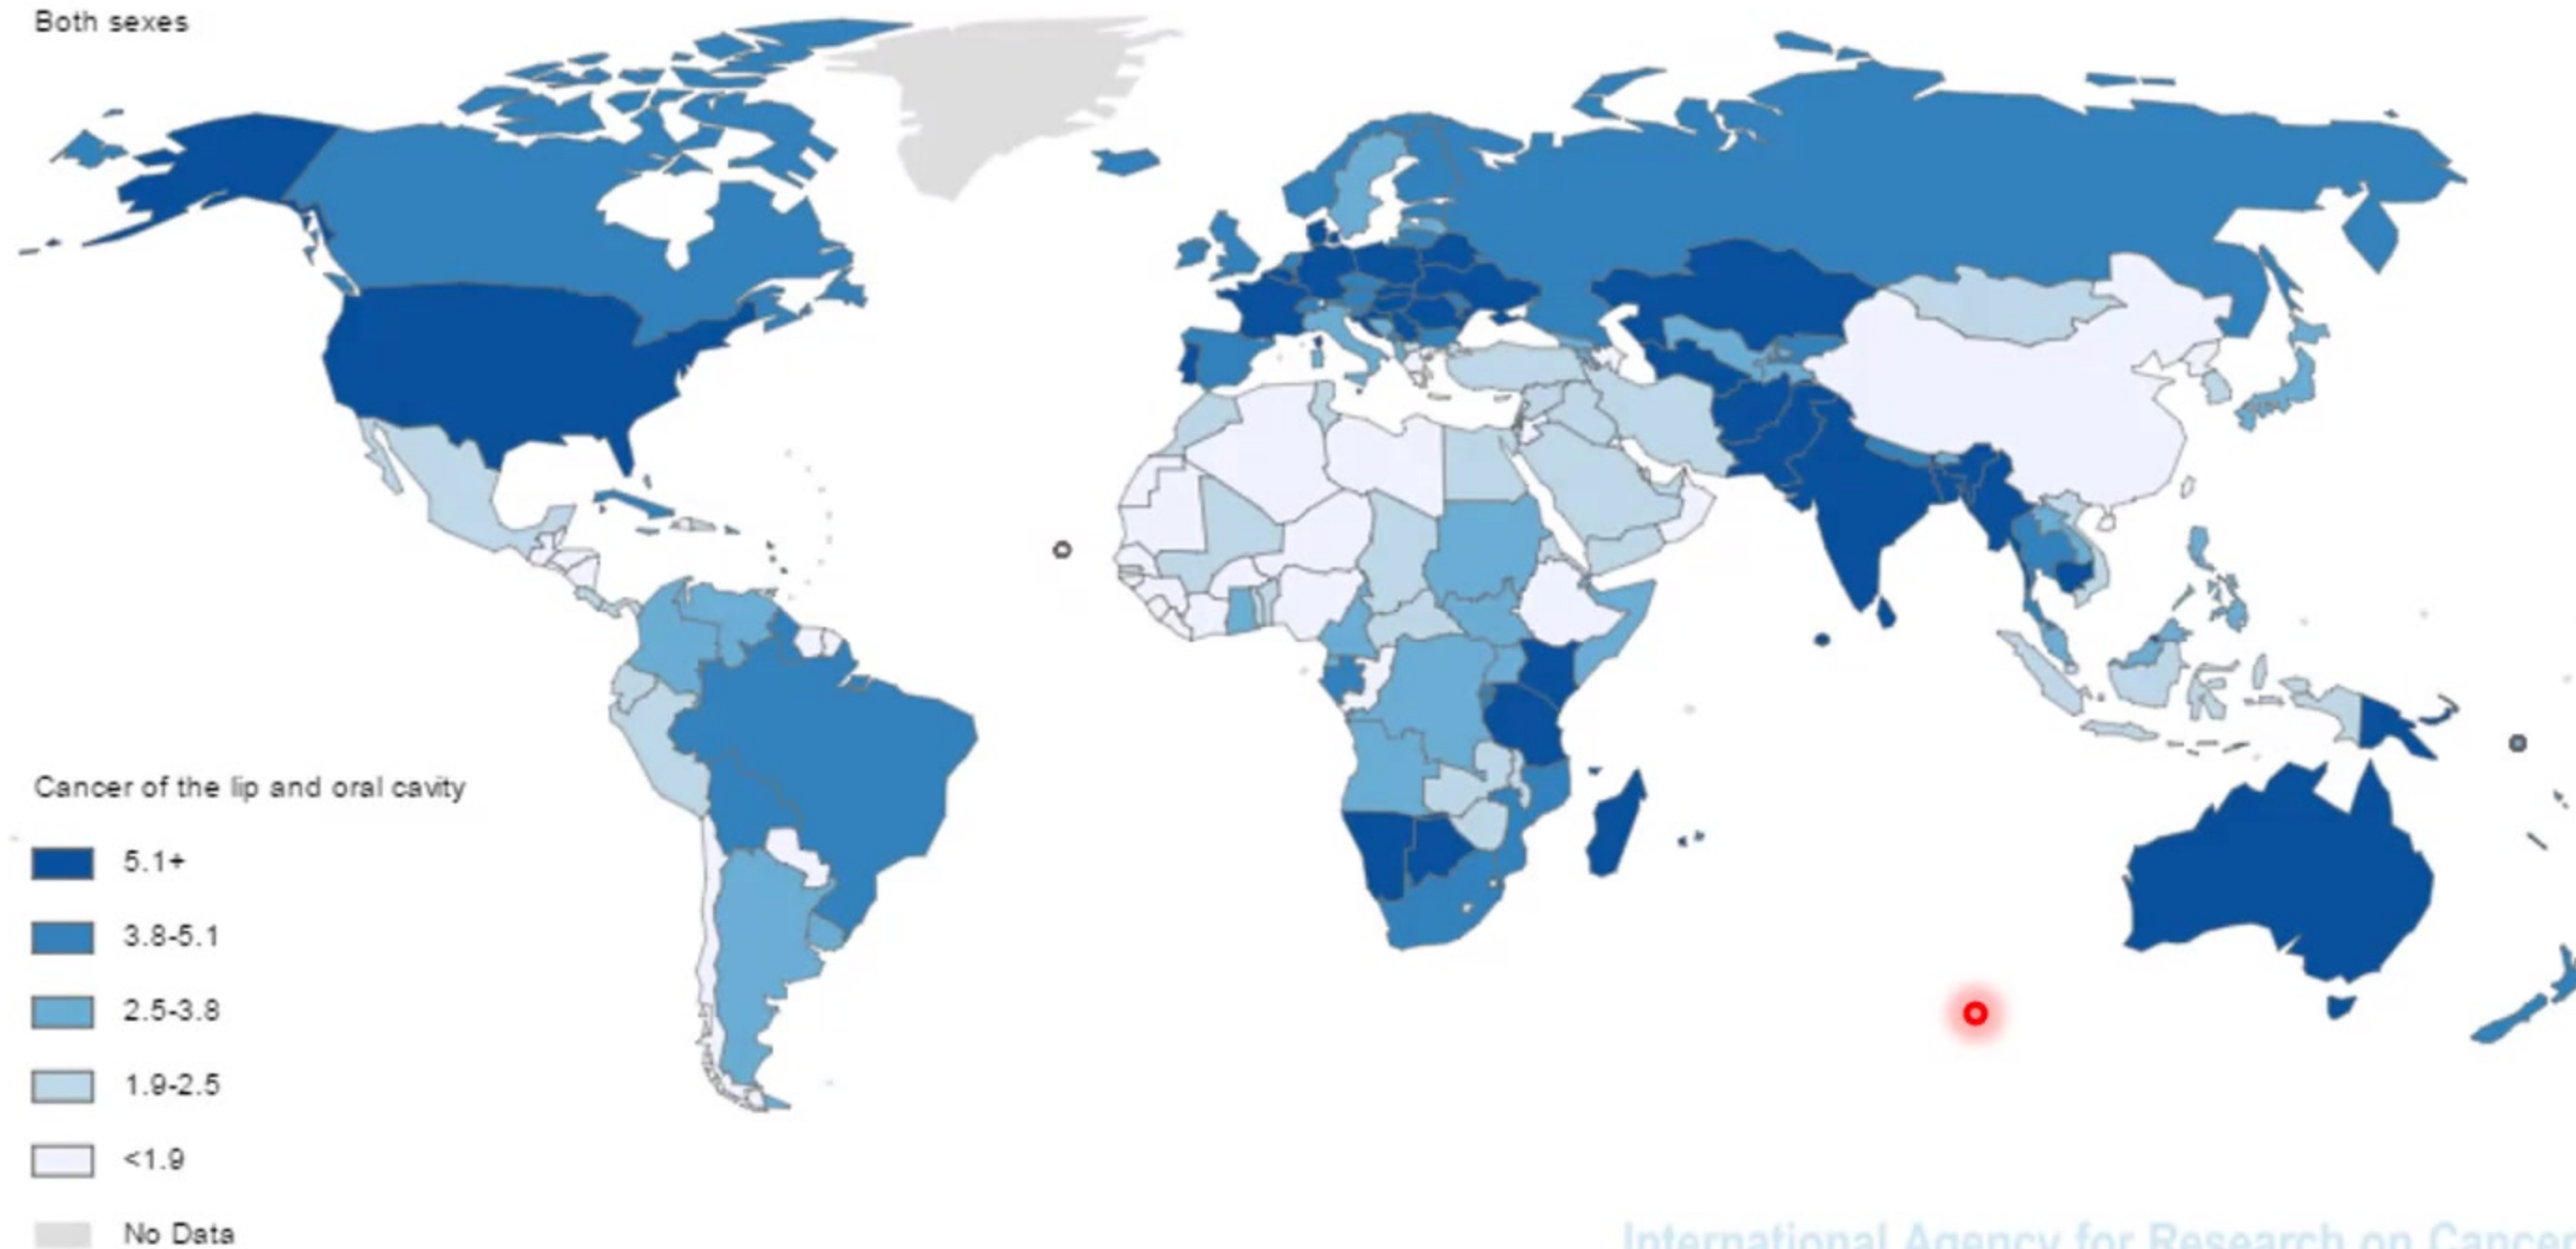 Both sexes
Cancer of the lip and oral cavity
5.1+
3.8-5.1
2.5-3.8
1.9-2.5
<1.9
No Data
International Agency for Research on Cancer